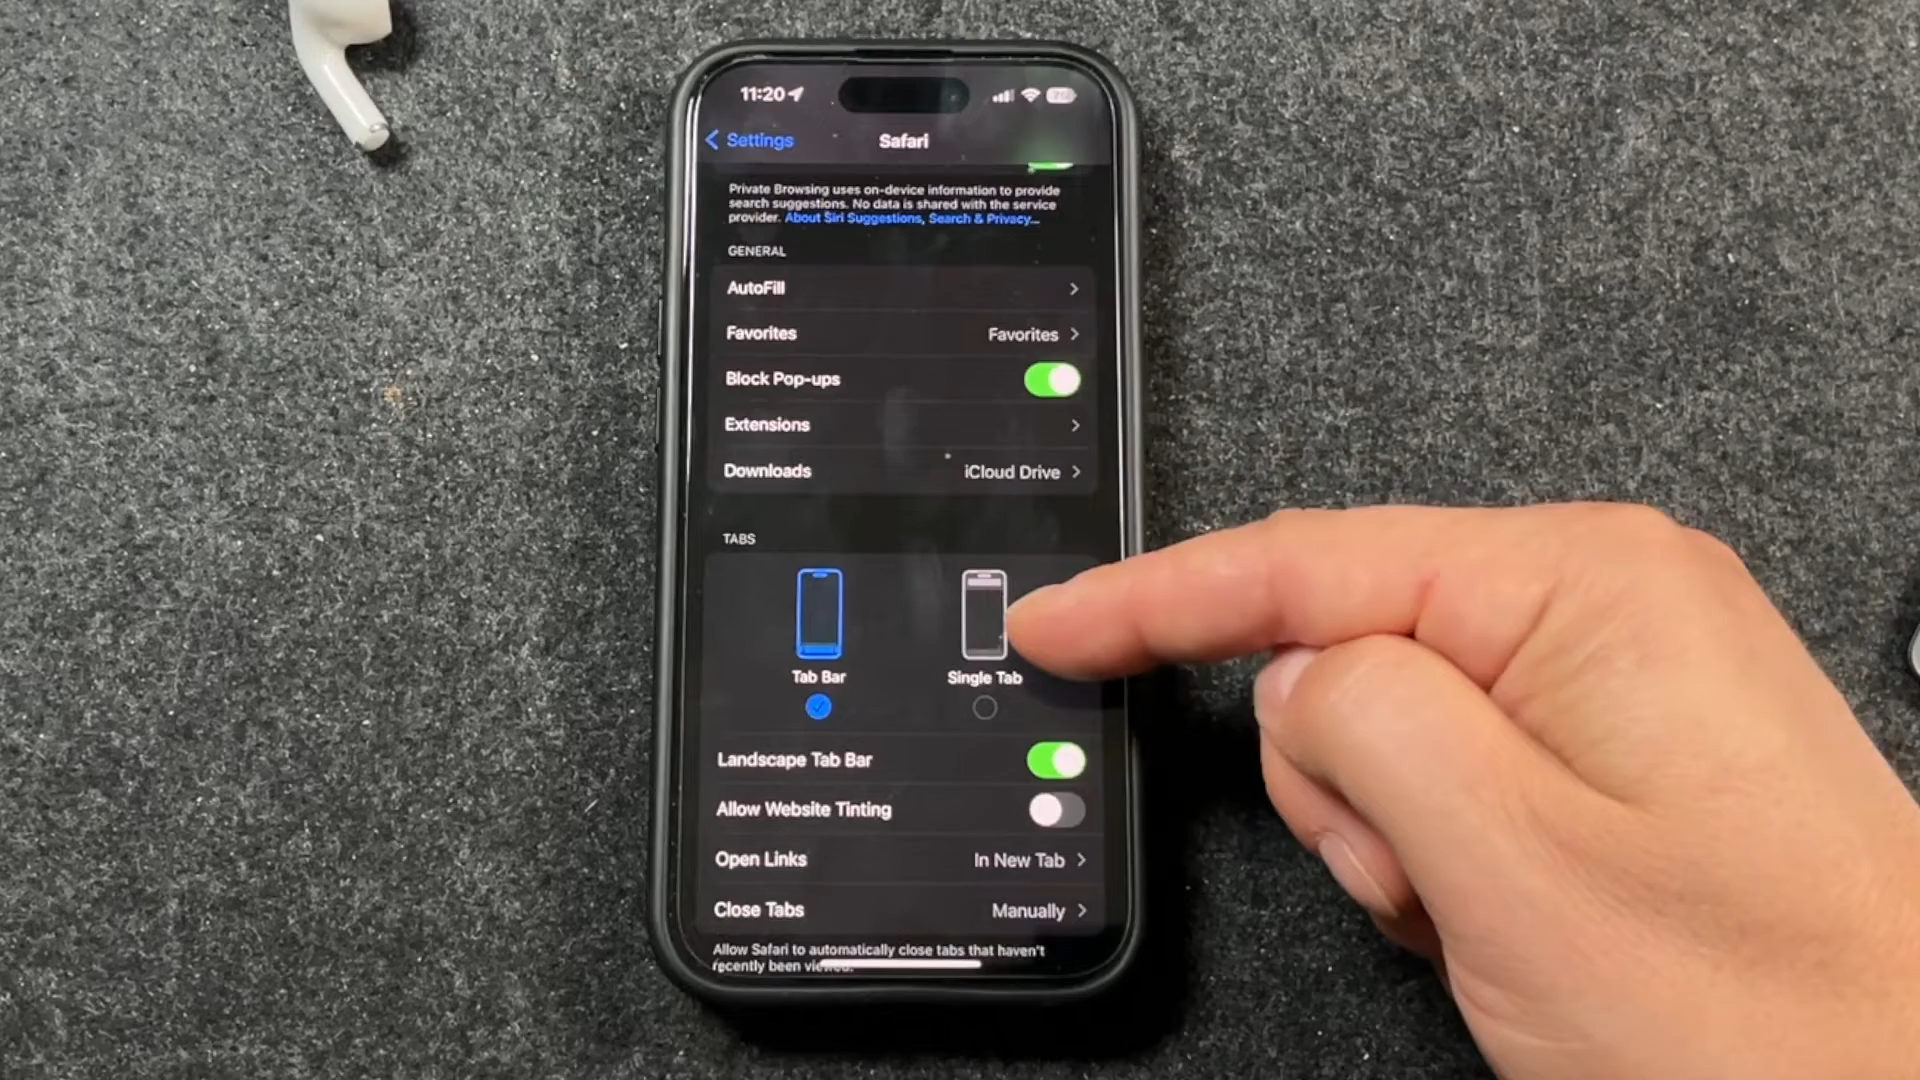 11:20
Settings
Safari
Private Browsing uses on-device information to provide
search suggestions. No data is shared with the service
provider. About Siri Suggestions, Search & Privacy...
GENERAL
AutoFill
Favorites Favorites
Block Pop-ups
Extensions
Downloads iCloud Drive
TABS
Tab Bar Single Tab
Landscape Tab Bar
Allow Website Tinting
Open Links In New Tab
Close Tabs Manually
Allow Safari to automatically close tabs that haven't
recently been